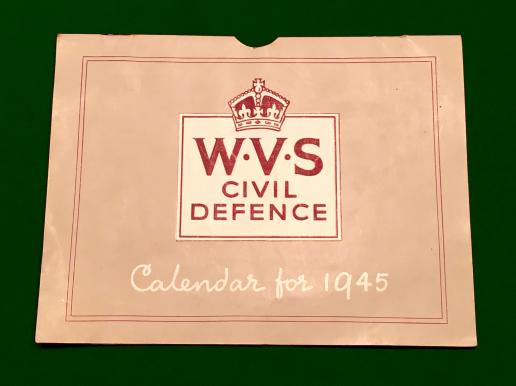 W·V·S
CIVIL
DEFENCE
Calendar for 1945